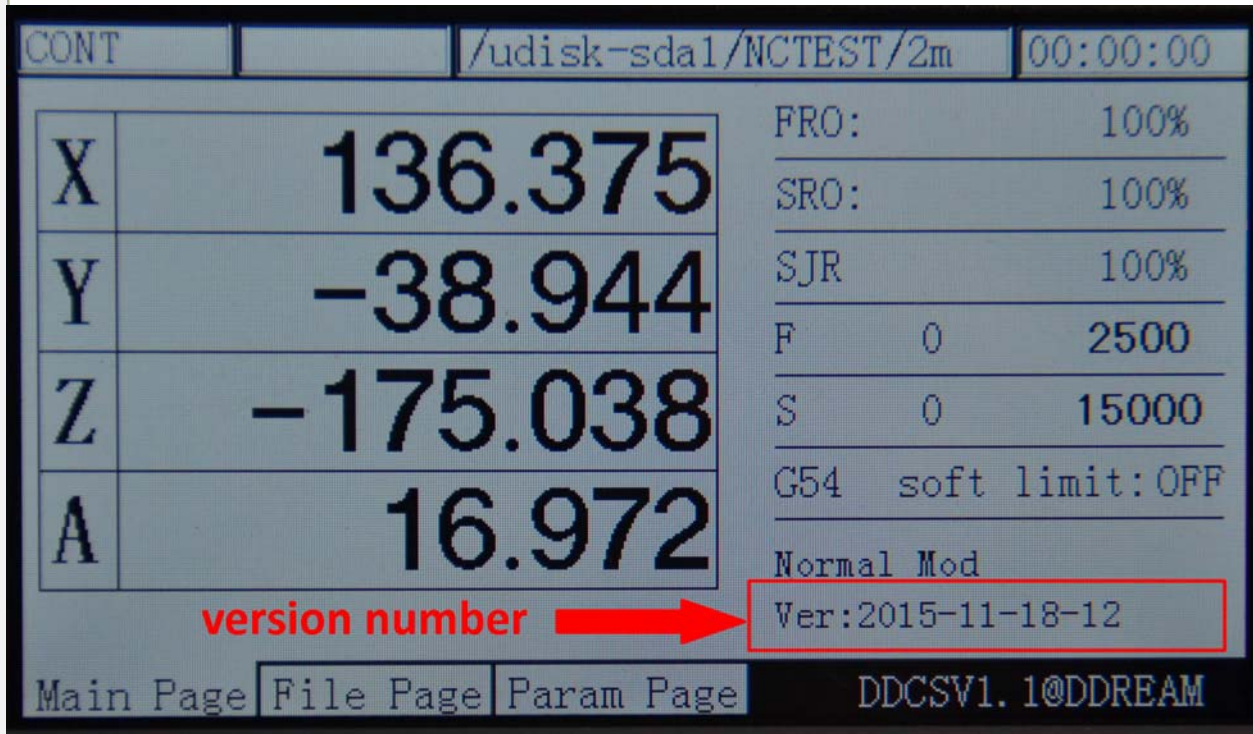 CONT /udisk-sda1/NCTEST/2m 00:00:00
X 136.375
Y -38.944
Z -175.038
A 16.972
FRO: 100%
SRO: 100%
SJR 100%
F 0 2500
S 0 15000
G54 soft limit:OFF
Normal Mod
version number
Ver:2015-11-18-12
Main Page File Page Param Page DDCSV1.1@DDREAM